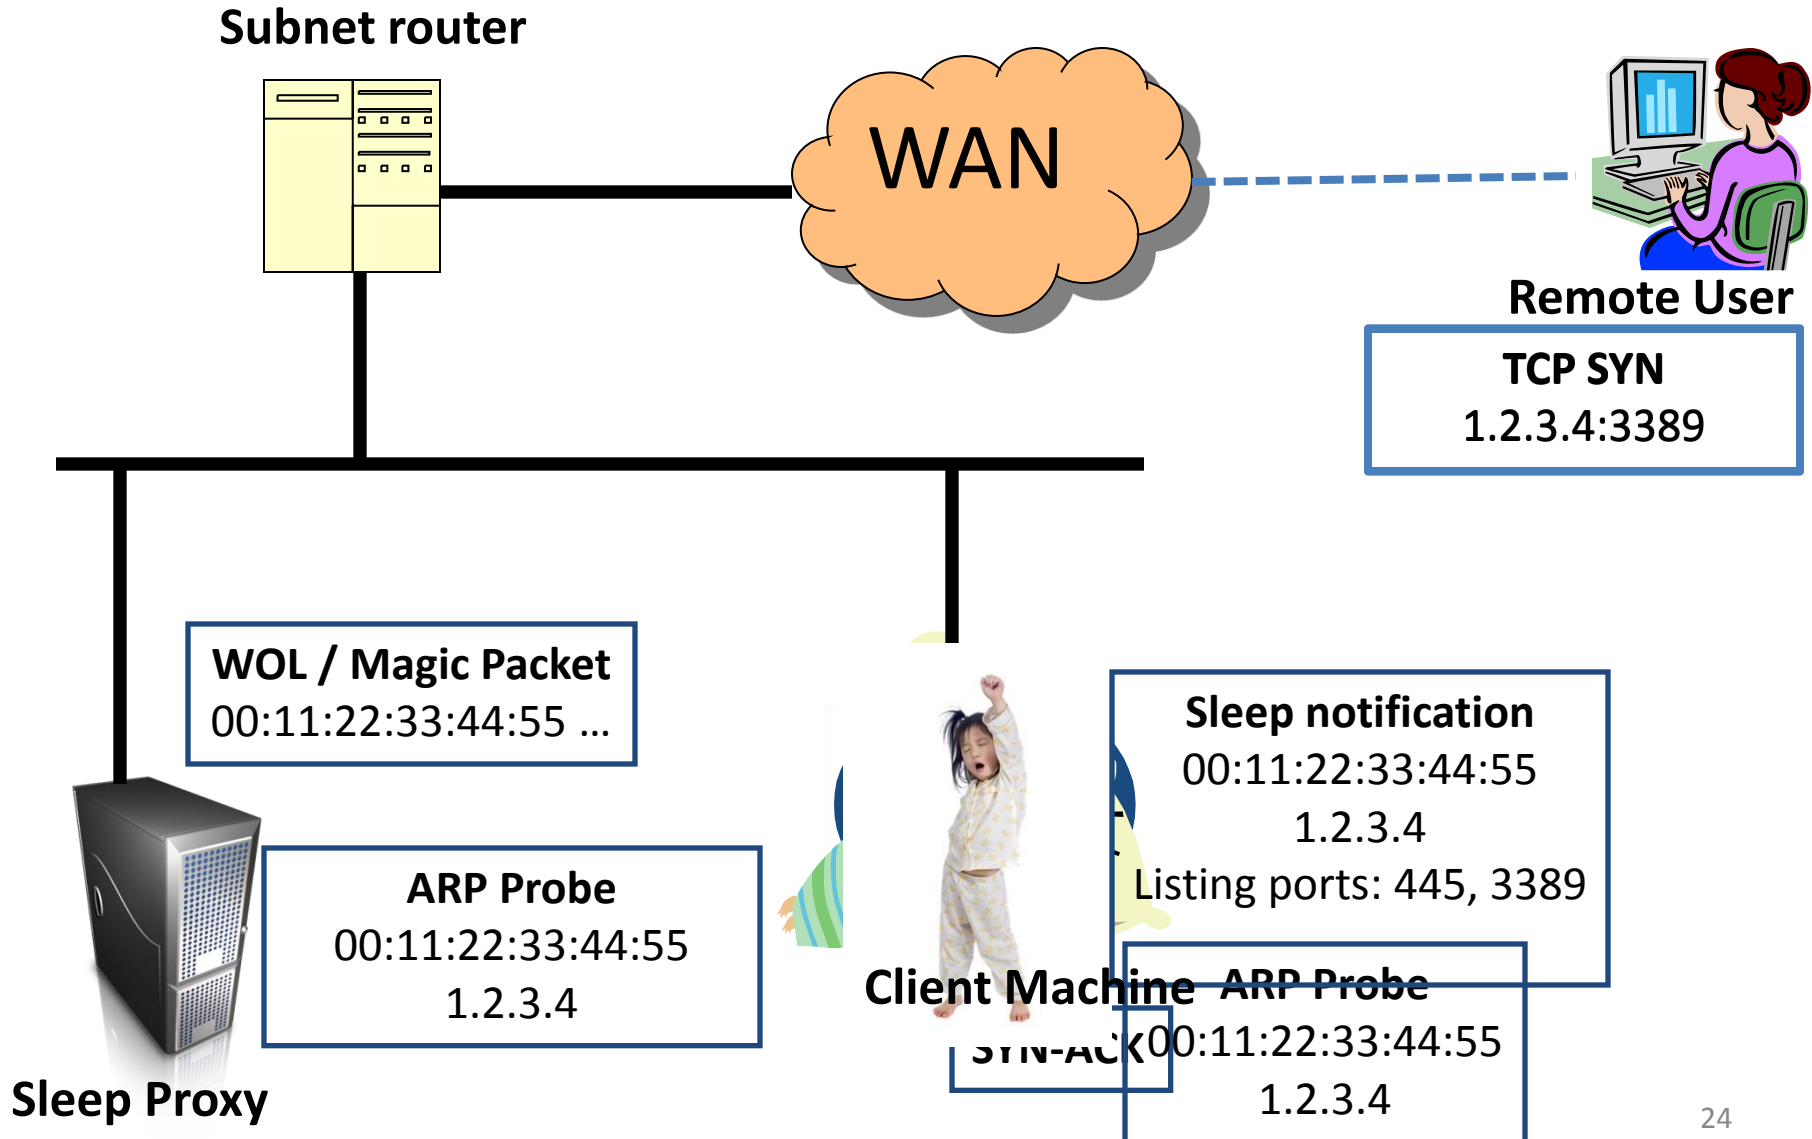 Subnet router
WAN
Remote User
TCP SYN
1.2.3.4:3389
WOL / Magic Packet
00:11:22:33:44:55 ...
Sleep notification
00:11:22:33:44:55
1.2.3.4
Listing ports: 445, 3389
ARP Probe
00:11:22:33:44:55
1.2.3.4
Client Machine
ARP Probe
00:11:22:33:44:55
1.2.3.4
SYN-ACK
Sleep Proxy
24